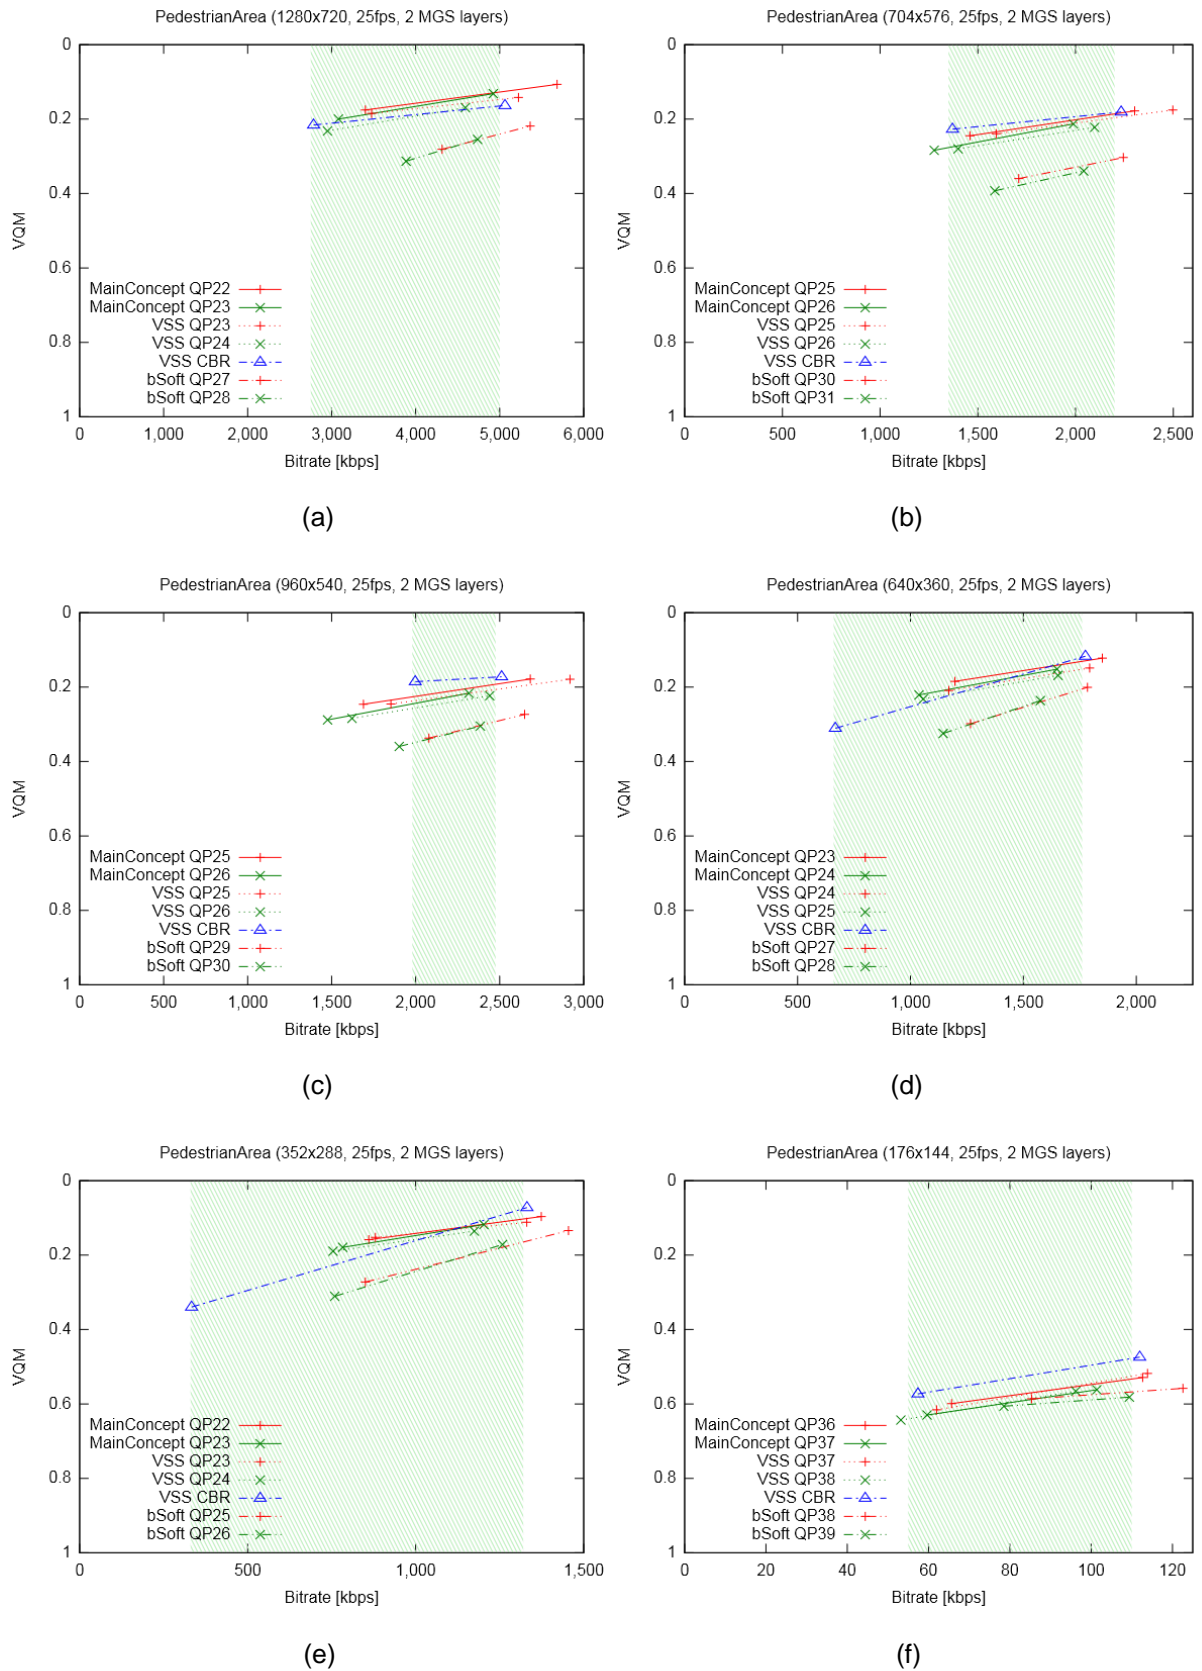 PedestrianArea (1280x720, 25fps, 2 MGS layers)
0
0.2
0.4
0.6
0.8
1
VQM
MainConcept QP22
MainConcept QP23
VSS QP23
VSS QP24
VSS CBR
bSoft QP27
bSoft QP28
0 1,000 2,000 3,000 4,000 5,000 6,000
Bitrate [kbps]
(a)
PedestrianArea (704x576, 25fps, 2 MGS layers)
0
0.2
0.4
0.6
0.8
1
VQM
MainConcept QP25
MainConcept QP26
VSS QP25
VSS QP26
VSS CBR
bSoft QP30
bSoft QP31
0 500 1,000 1,500 2,000 2,500
Bitrate [kbps]
(b)
PedestrianArea (960x540, 25fps, 2 MGS layers)
0
0.2
0.4
0.6
0.8
1
VQM
MainConcept QP25
MainConcept QP26
VSS QP25
VSS QP26
VSS CBR
bSoft QP29
bSoft QP30
0 500 1,000 1,500 2,000 2,500 3,000
Bitrate [kbps]
(c)
PedestrianArea (640x360, 25fps, 2 MGS layers)
0
0.2
0.4
0.6
0.8
1
VQM
MainConcept QP23
MainConcept QP24
VSS QP24
VSS QP25
VSS CBR
bSoft QP27
bSoft QP28
0 500 1,000 1,500 2,000
Bitrate [kbps]
(d)
PedestrianArea (352x288, 25fps, 2 MGS layers)
0
0.2
0.4
0.6
0.8
1
VQM
MainConcept QP22
MainConcept QP23
VSS QP23
VSS QP24
VSS CBR
bSoft QP25
bSoft QP26
0 500 1,000 1,500
Bitrate [kbps]
(e)
PedestrianArea (176x144, 25fps, 2 MGS layers)
0
0.2
0.4
0.6
0.8
1
VQM
MainConcept QP36
MainConcept QP37
VSS QP37
VSS QP38
VSS CBR
bSoft QP38
bSoft QP39
0 20 40 60 80 100 120
Bitrate [kbps]
(f)